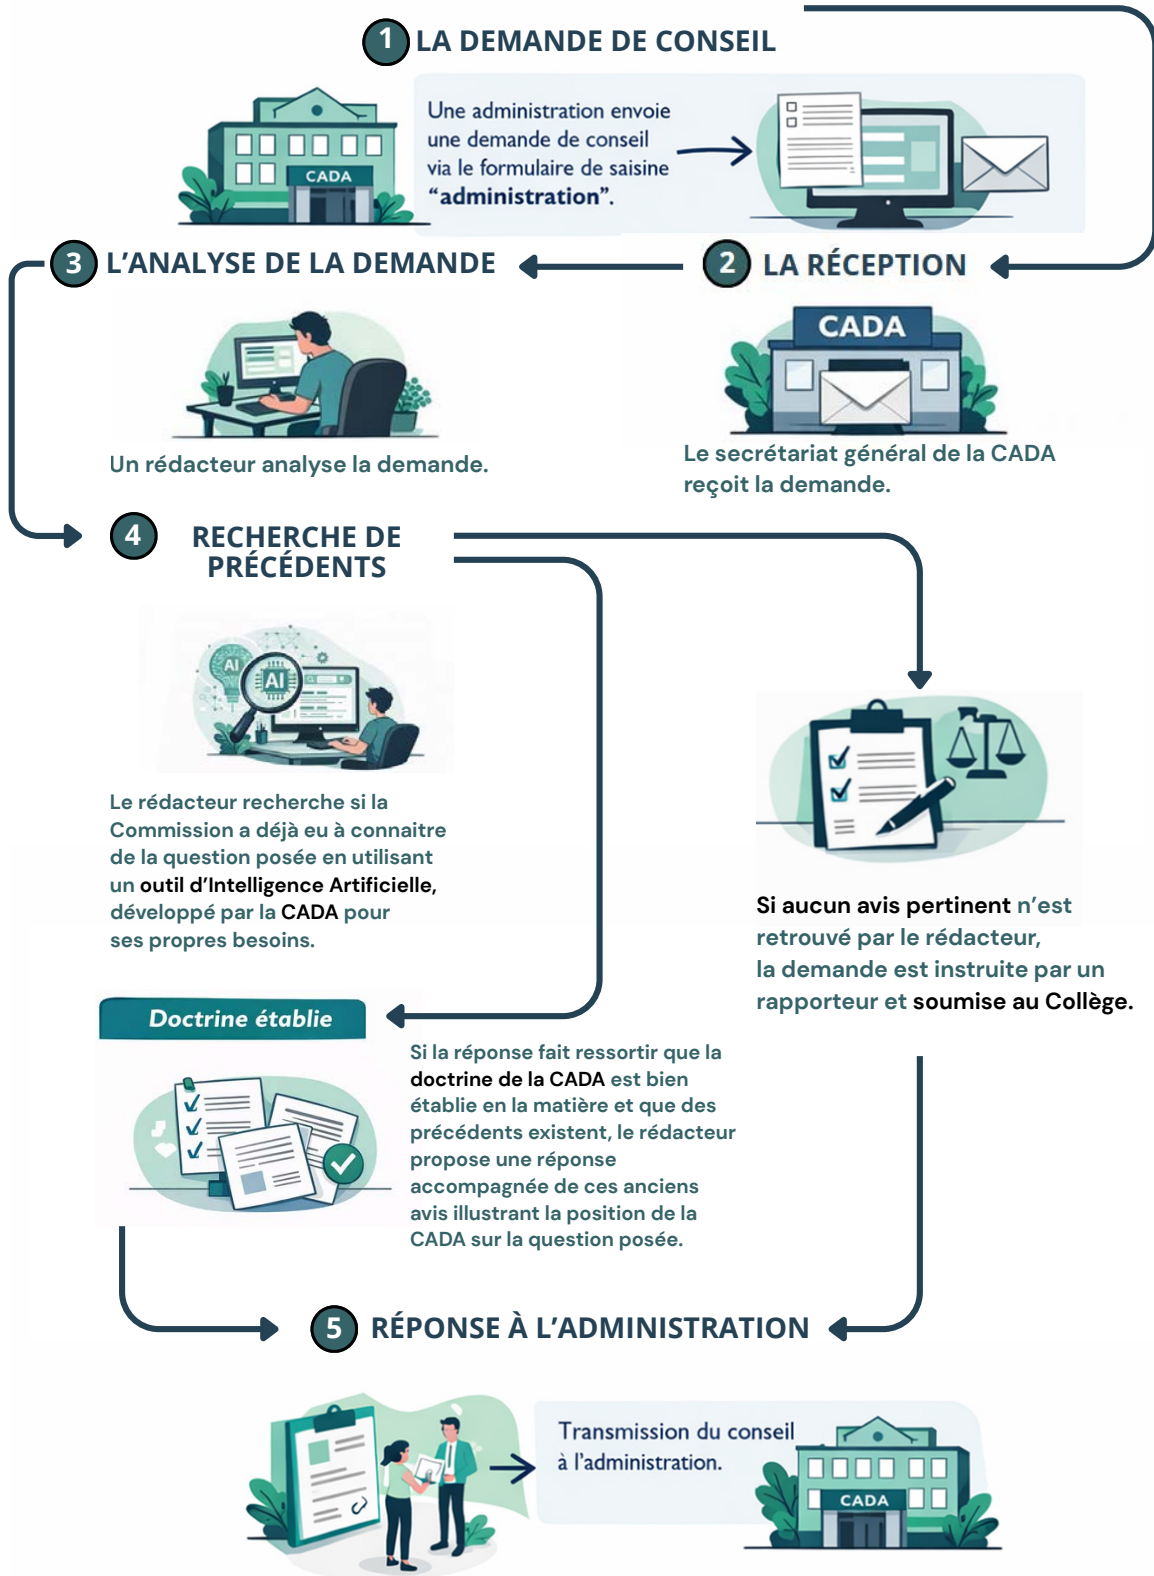 1 LA DEMANDE DE CONSEIL
CADA
Une administration envoie
une demande de conseil
via le formulaire de saisine
“administration”.
2 LA RÉCEPTION
CADA
Le secrétariat général de la CADA
reçoit la demande.
3 L’ANALYSE DE LA DEMANDE
Un rédacteur analyse la demande.
4 RECHERCHE DE
PRÉCÉDENTS
AI
AI
Le rédacteur recherche si la
Commission a déjà eu à connaitre
de la question posée en utilisant
un outil d’Intelligence Artificielle,
développé par la CADA pour
ses propres besoins.
Si aucun avis pertinent n’est
retrouvé par le rédacteur,
la demande est instruite par un
rapporteur et soumise au Collège.
Doctrine établie
Si la réponse fait ressortir que la
doctrine de la CADA est bien
établie en la matière et que des
précédents existent, le rédacteur
propose une réponse
accompagnée de ces anciens
avis illustrant la position de la
CADA sur la question posée.
5 RÉPONSE À L’ADMINISTRATION
Transmission du conseil
à l’administration.
CADA